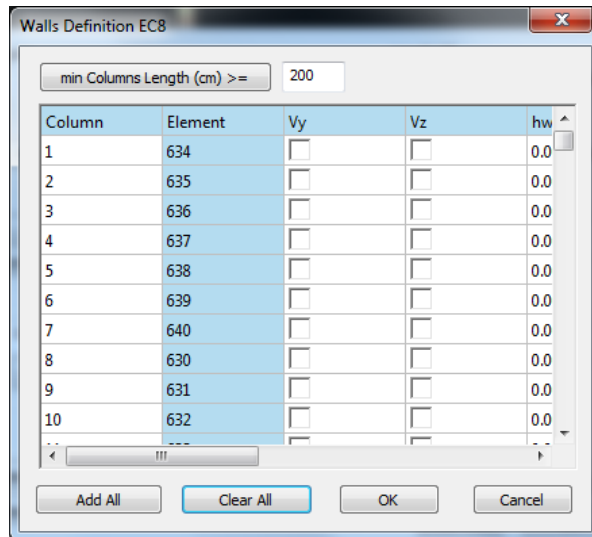 Walls Definition EC8
min Columns Length (cm) >= 200
Column Element Vy Vz hw
1 634 0.0
2 635 0.0
3 636 0.0
4 637 0.0
5 638 0.0
6 639 0.0
7 640 0.0
8 630 0.0
9 631 0.0
10 632 0.0
Add All Clear All OK Cancel